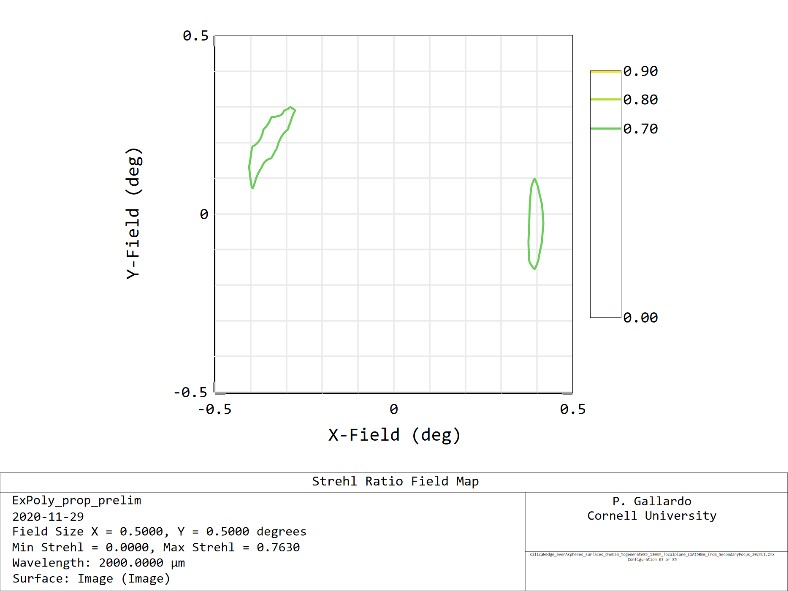 0.5
0
-0.5
-0.5
0
0.5
Y-Field (deg)
X-Field (deg)
0.90
0.80
0.70
0.00
Strehl Ratio Field Map
ExPoly_prop_prelim
2020-11-29
Field Size X = 0.5000, Y = 0.5000 degrees
Min Strehl = 0.0000, Max Strehl = 0.7630
Wavelength: 2000.0000 µm
Surface: Image (Image)
P. Gallardo
Cornell University